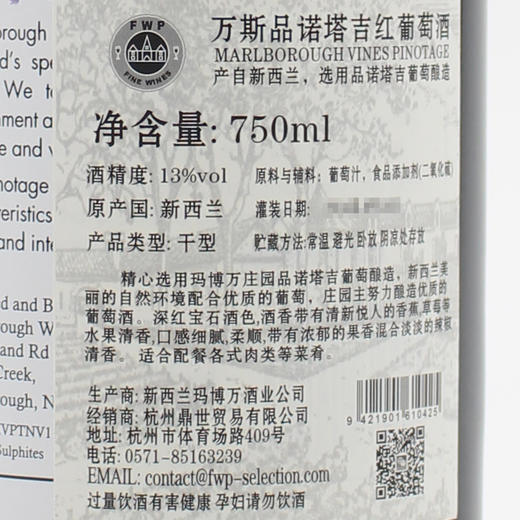 FWP
FINE WINES
万斯品诺塔吉红葡萄酒
MARLBOROUGH VINES PINOTAGE
产自新西兰，选用品诺塔吉葡萄酿造
净含量: 750ml
酒精度: 13%vol
原产国: 新西兰
产品类型: 干型
原料与辅料: 葡萄汁, 食品添加剂(二氧化硫)
灌装日期:
贮藏方法:常温 避光 卧放 阴凉处存放
精心选用玛博万庄园品诺塔吉葡萄酿造，新西兰美
丽的自然环境配合优质的葡萄，庄园主努力酿造优质的
葡萄酒。深红宝石酒色,酒香带有清新悦人的香蕉,草莓等
水果清香,口感细腻,柔顺,带有浓郁的果香混合淡淡的辣椒
清香。适合配餐各式肉类等菜肴。
生产商: 新西兰玛博万酒业公司
经销商: 杭州鼎世贸易有限公司
地址: 杭州市体育场路409号
电话: 0571-85163239
EMAIL: contact@fwp-selection.com
过量饮酒有害健康 孕妇请勿饮酒
9 421901 610425
rough
d's spe
We t
nment a
e and v
notage
teristics
and inte
d and B
rough W
and Rd
Creek,
rough, N
VPTNV1
Sulphites